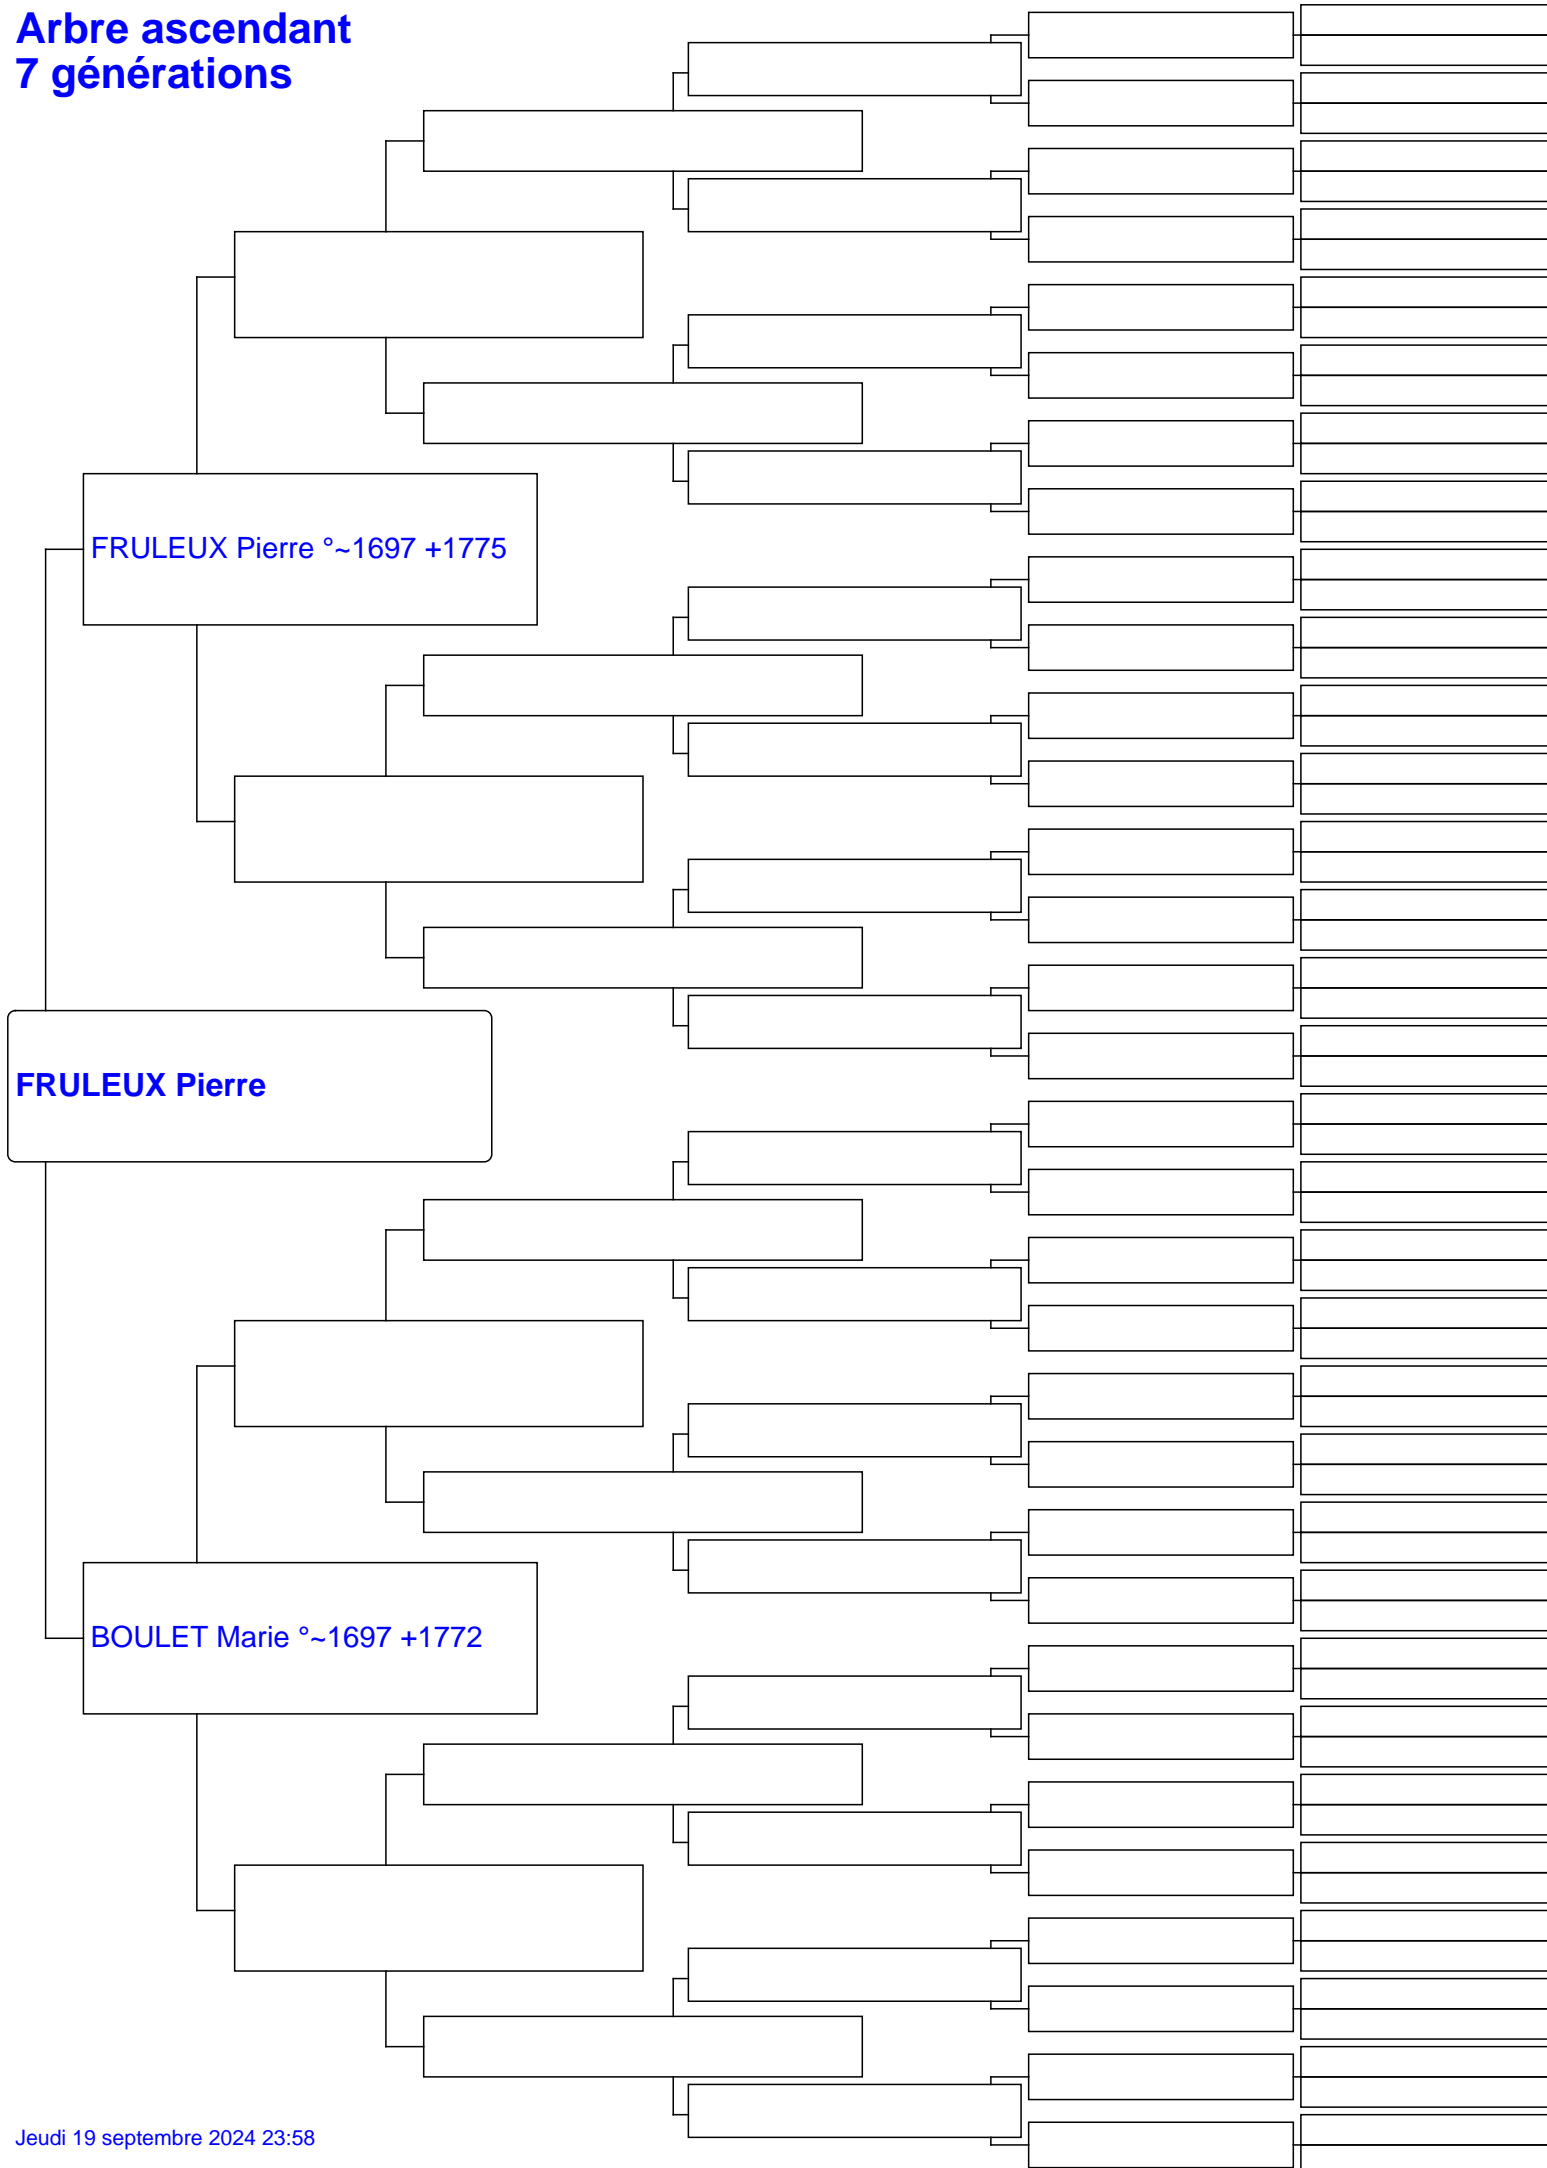 Arbre ascendant
7 générations
FRULEUX Pierre °~1697 +1775
FRULEUX Pierre
BOULET Marie °~1697 +1772
Jeudi 19 septembre 2024 23:58